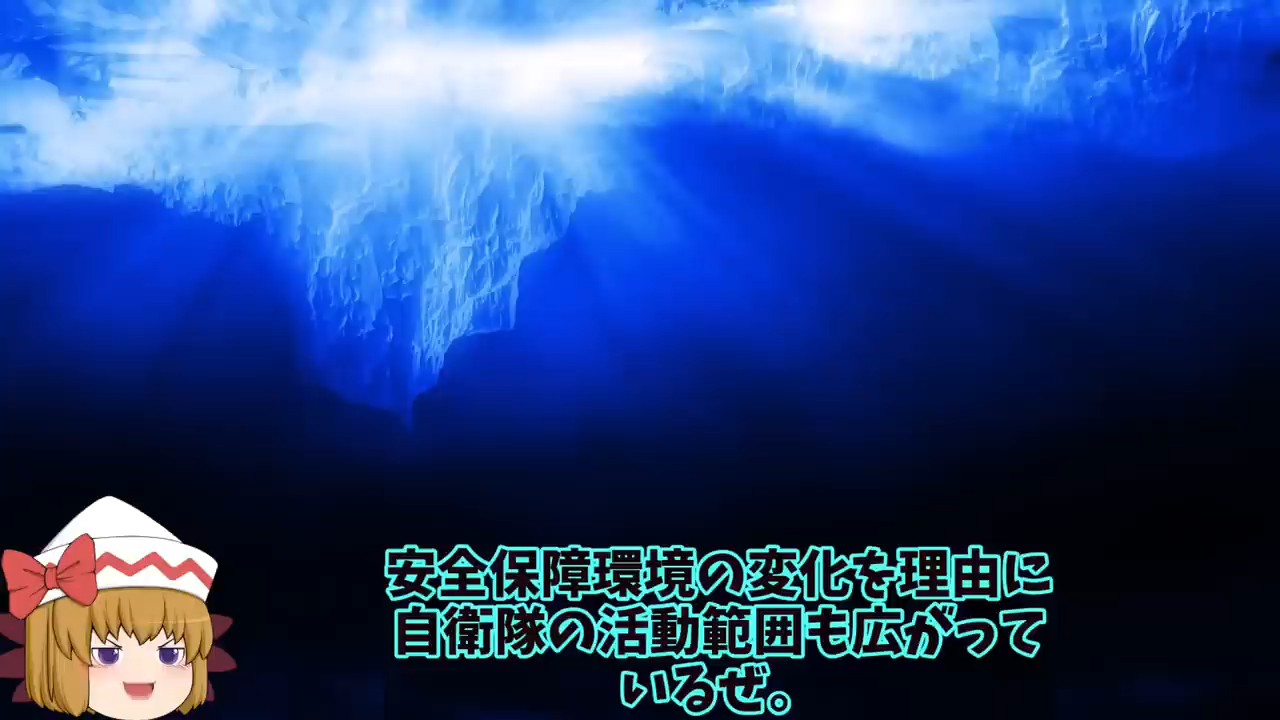 安全保障環境の変化を理由に
自衛隊の活動範囲も広がって
いるぜ。